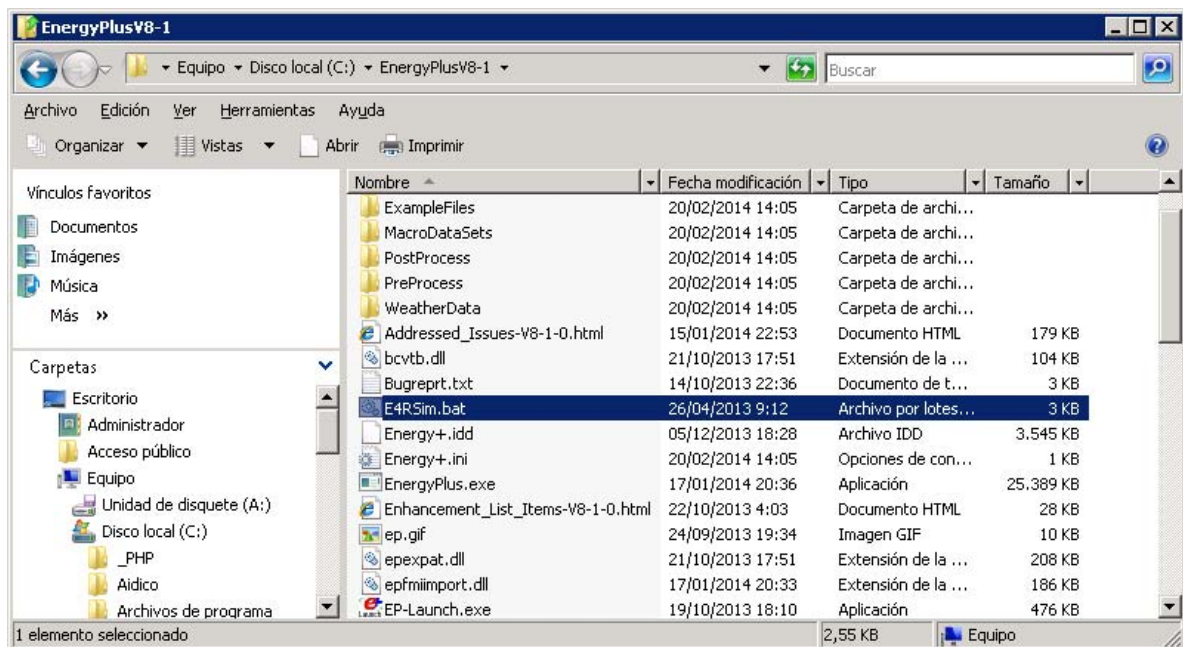 EnergyPlusV8-1
Equipo Disco local (C:) EnergyPlusV8-1 Buscar
Archivo Edición Ver Herramientas Ayuda
Organizar Vistas Abrir Imprimir
Vínculos favoritos
Documentos
Imágenes
Música
Más »
Carpetas
Escritorio
Administrador
Acceso público
Equipo
Unidad de disquete (A:)
Disco local (C:)
_PHP
Aidico
Archivos de programa
Nombre Fecha modificación Tipo Tamaño
ExampleFiles 20/02/2014 14:05 Carpeta de archi...
MacroDataSets 20/02/2014 14:05 Carpeta de archi...
PostProcess 20/02/2014 14:05 Carpeta de archi...
PreProcess 20/02/2014 14:05 Carpeta de archi...
WeatherData 20/02/2014 14:05 Carpeta de archi...
Addressed_Issues-V8-1-0.html 15/01/2014 22:53 Documento HTML 179 KB
bcvtb.dll 21/10/2013 17:51 Extensión de la ... 104 KB
Bugreprt.txt 14/10/2013 22:36 Documento de t... 3 KB
E4RSim.bat 26/04/2013 9:12 Archivo por lotes... 3 KB
Energy+.idd 05/12/2013 18:28 Archivo IDD 3.545 KB
Energy+.ini 20/02/2014 14:05 Opciones de con... 1 KB
EnergyPlus.exe 17/01/2014 20:36 Aplicación 25.389 KB
Enhancement_List_Items-V8-1-0.html 22/10/2013 4:03 Documento HTML 28 KB
ep.gif 24/09/2013 19:34 Imagen GIF 10 KB
epexpat.dll 21/10/2013 17:51 Extensión de la ... 208 KB
epfmiimport.dll 17/01/2014 20:33 Extensión de la ... 186 KB
EP-Launch.exe 19/10/2013 18:10 Aplicación 476 KB
1 elemento seleccionado 2,55 KB Equipo